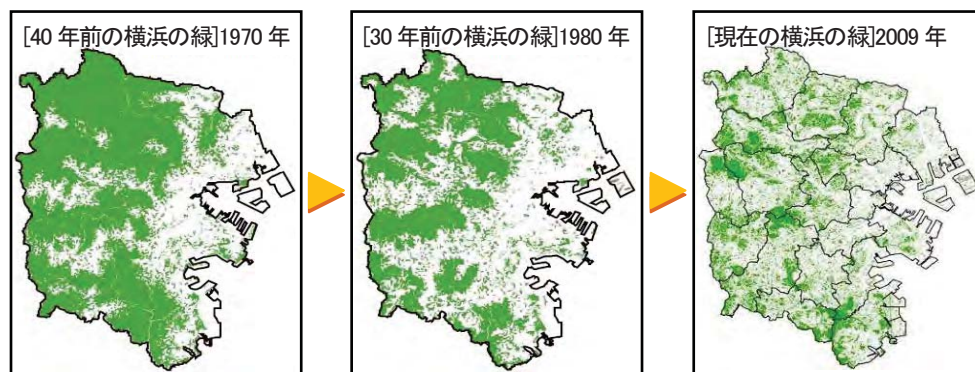 [40 年前の横浜の緑]1970 年
[30 年前の横浜の緑]1980 年
[現在の横浜の緑]2009 年